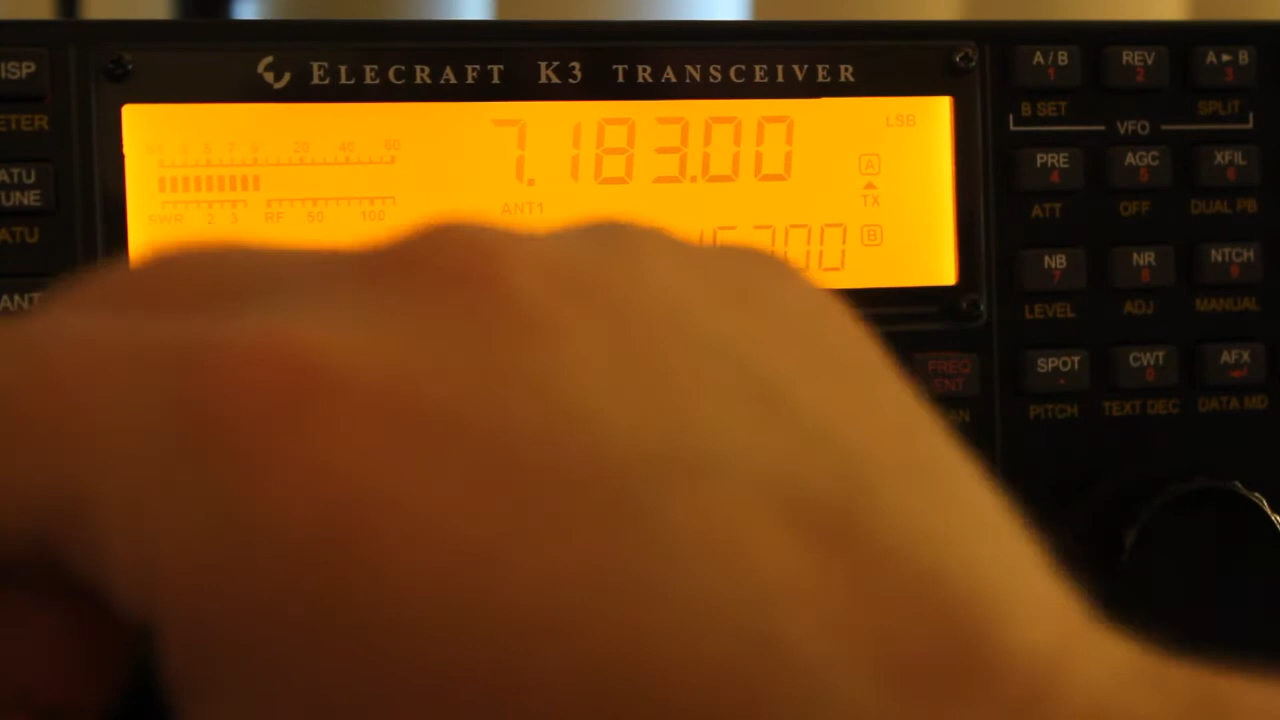 ELECRAFT K3 TRANSCEIVER
ISP
ETER
ATU
UNE
ATU
ANT
20 40 60
SWR 2 3 RF 50 100
7.183.00
LSB
ANT1
A
TX
B
A/B 1
REV 2
A►B 3
B SET
SPLIT
VFO
PRE 4
AGC 5
XFIL 6
ATT
OFF
DUAL PB
NB 7
NR 8
NTCH 9
LEVEL
ADJ
MANUAL
FREQ
ENT
SPOT .
CWT 0
AFX
PITCH
TEXT DEC
DATA MD